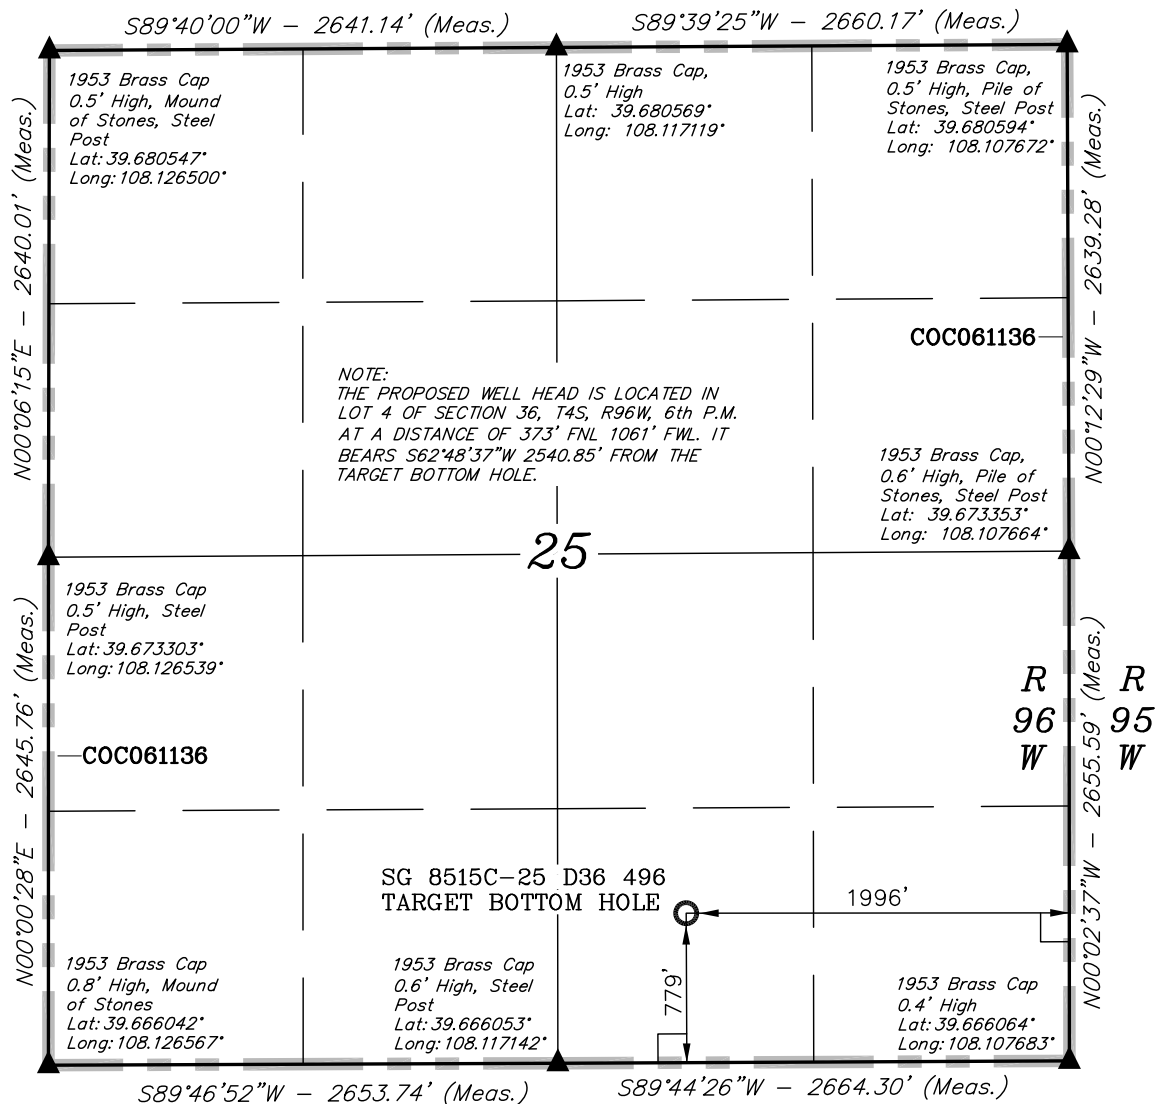 S89°40'00"W - 2641.14' (Meas.)
S89°39'25"W - 2660.17' (Meas.)
1953 Brass Cap
0.5' High, Mound
of Stones, Steel
Post
Lat: 39.680547°
Long: 108.126500°
1953 Brass Cap,
0.5' High
Lat: 39.680569°
Long: 108.117119°
1953 Brass Cap,
0.5' High, Pile of
Stones, Steel Post
Lat: 39.680594°
Long: 108.107672°
N00°06'15"E - 2640.01' (Meas.)
N00°12'29"W - 2639.28' (Meas.)
COC061136
NOTE:
THE PROPOSED WELL HEAD IS LOCATED IN
LOT 4 OF SECTION 36, T4S, R96W, 6th P.M.
AT A DISTANCE OF 373' FNL 1061' FWL. IT
BEARS S62°48'37"W 2540.85' FROM THE
TARGET BOTTOM HOLE.
1953 Brass Cap,
0.6' High, Pile of
Stones, Steel Post
Lat: 39.673353°
Long: 108.107664°
25
1953 Brass Cap
0.5' High, Steel
Post
Lat: 39.673303°
Long: 108.126539°
N00°00'28"E - 2645.76' (Meas.)
COC061136
R
96
W
R
95
W
N00°02'37"W - 2655.59' (Meas.)
SG 8515C-25 D36 496
TARGET BOTTOM HOLE
1996'
779'
1953 Brass Cap
0.8' High, Mound
of Stones
Lat: 39.666042°
Long: 108.126567°
1953 Brass Cap
0.6' High, Steel
Post
Lat: 39.666053°
Long: 108.117142°
1953 Brass Cap
0.4' High
Lat: 39.666064°
Long: 108.107683°
S89°46'52"W - 2653.74' (Meas.)
S89°44'26"W - 2664.30' (Meas.)